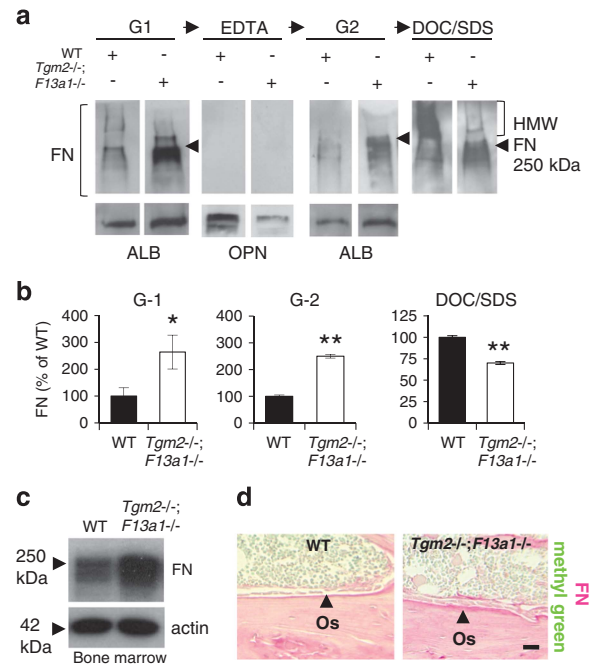 a
G1 EDTA G2 DOC/SDS
WT + - + - + - + -
Tgm2-/-;
F13a1-/- - + - + - + - +
FN
HMW
FN
250 kDa
ALB OPN ALB
b
G-1 G-2 DOC/SDS
FN (% of WT)
400
300
200
100
0
WT Tgm2-/-;
F13a1-/-
*
400
300
200
100
0
WT Tgm2-/-;
F13a1-/-
**
125
100
75
50
25
0
WT Tgm2-/-;
F13a1-/-
**
c
WT Tgm2-/-;
F13a1-/-
250
kDa
FN
42
kDa
actin
Bone marrow
d
WT
Os
Tgm2-/-;F13a1-/-
Os
FN
methyl green